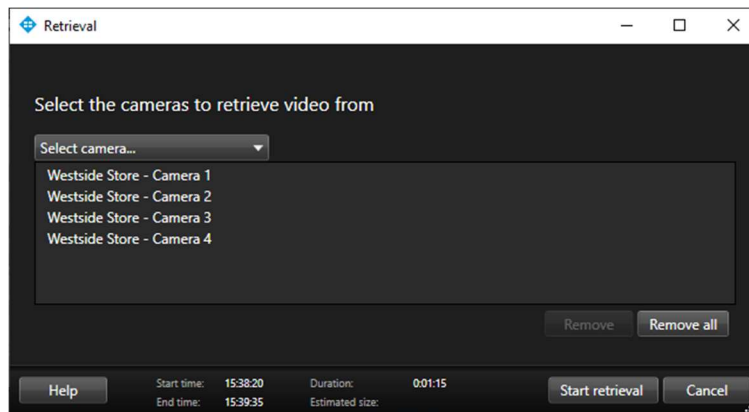 Retrieval
Select the cameras to retrieve video from
Select camera...
Westside Store - Camera 1
Westside Store - Camera 2
Westside Store - Camera 3
Westside Store - Camera 4
Remove Remove all
Help Start time: 15:38:20 Duration: 0:01:15 Start retrieval Cancel
End time: 15:39:35 Estimated size: